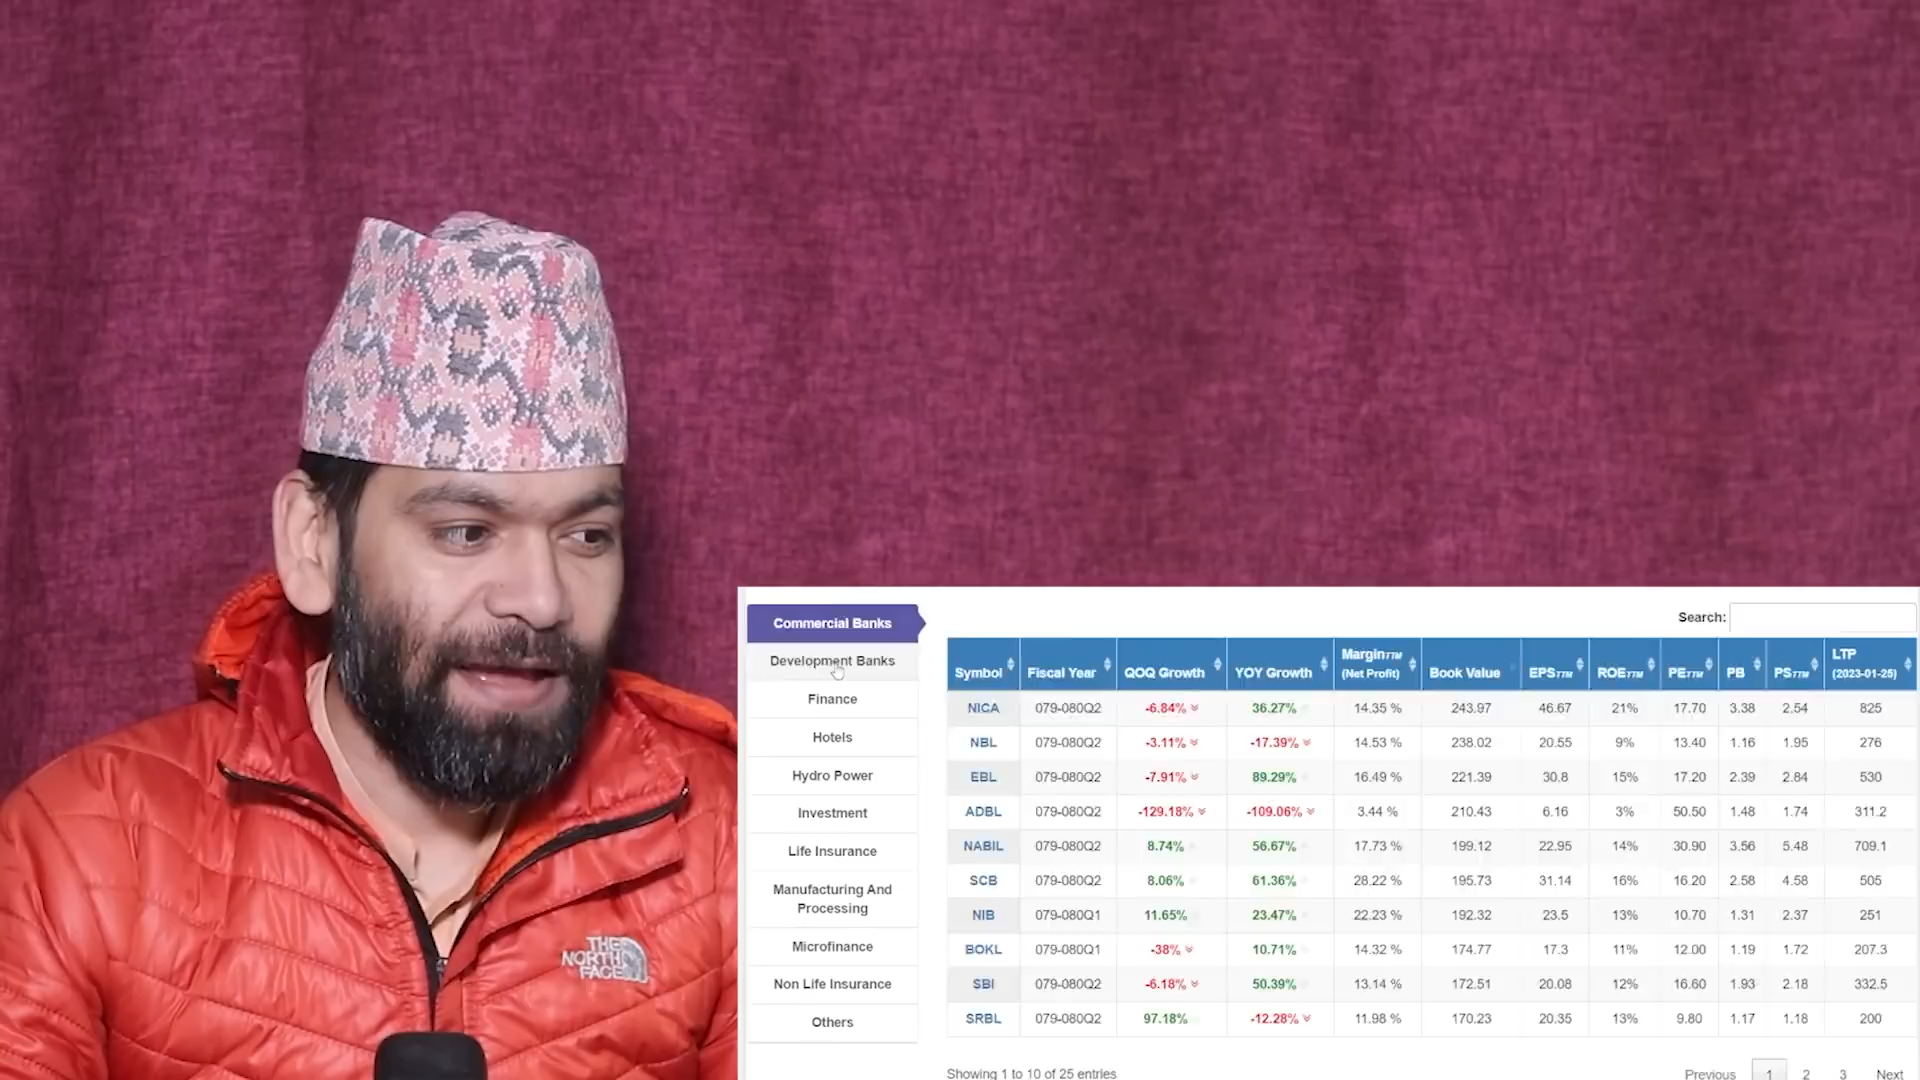 THE
NORTH
FACE
Commercial Banks
Development Banks
Finance
Hotels
Hydro Power
Investment
Life Insurance
Manufacturing And
Processing
Microfinance
Non Life Insurance
Others
Search:
Symbol Fiscal Year QOQ Growth YOY Growth MarginTTM (Net Profit) Book Value EPSTTM ROETTM PETTM PB PSTTM LTP (2023-01-25)
NICA 079-080Q2 -6.84% 36.27% 14.35 % 243.97 46.67 21% 17.70 3.38 2.54 825
NBL 079-080Q2 -3.11% -17.39% 14.53 % 238.02 20.55 9% 13.40 1.16 1.95 276
EBL 079-080Q2 -7.91% 89.29% 16.49 % 221.39 30.8 15% 17.20 2.39 2.84 530
ADBL 079-080Q2 -129.18% -109.06% 3.44 % 210.43 6.16 3% 50.50 1.48 1.74 311.2
NABIL 079-080Q2 8.74% 56.67% 17.73 % 199.12 22.95 14% 30.90 3.56 5.48 709.1
SCB 079-080Q2 8.06% 61.36% 28.22 % 195.73 31.14 16% 16.20 2.58 4.58 505
NIB 079-080Q1 11.65% 23.47% 22.23 % 192.32 23.5 13% 10.70 1.31 2.37 251
BOKL 079-080Q1 -38% 10.71% 14.32 % 174.77 17.3 11% 12.00 1.19 1.72 207.3
SBI 079-080Q2 -6.18% 50.39% 13.14 % 172.51 20.08 12% 16.60 1.93 2.18 332.5
SRBL 079-080Q2 97.18% -12.28% 11.98 % 170.23 20.35 13% 9.80 1.17 1.18 200
Showing 1 to 10 of 25 entries
Previous 1 2 3 Next